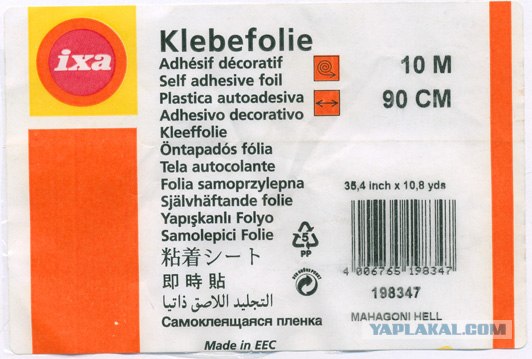 ixa
Klebefolie
Adhésif décoratif
Self adhesive foil
Plastica autoadesiva
Adhesivo decorativo
Kleeffolie
Öntapadós fólia
Tela autocolante
Folia samoprzylepna
Självhäftande folie
Yapışkanlı Folyo
Samolepici Folie
粘着シート
即時貼
التجليد اللاصق ذاتيا
Самоклеящаяся пленка
Made in EEC
10 M
90 CM
35,4 inch x 10,8 yds
5
PP
4 006765 198347
198347
MAHAGONI HELL
YAPLAKAL.COM